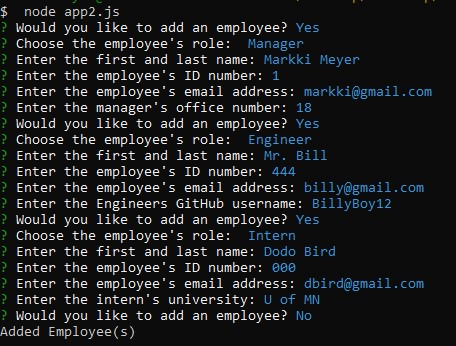 $  node app2.js
? Would you like to add an employee? Yes
? Choose the employee's role:  Manager
? Enter the first and last name: Markki Meyer
? Enter the employee's ID number: 1
? Enter the employee's email address: markki@gmail.com
? Enter the manager's office number: 18
? Would you like to add an employee? Yes
? Choose the employee's role:  Engineer
? Enter the first and last name: Mr. Bill
? Enter the employee's ID number: 444
? Enter the employee's email address: billy@gmail.com
? Enter the Engineers GitHub username: BillyBoy12
? Would you like to add an employee? Yes
? Choose the employee's role:  Intern
? Enter the first and last name: Dodo Bird
? Enter the employee's ID number: 000
? Enter the employee's email address: dbird@gmail.com
? Enter the intern's university: U of MN
? Would you like to add an employee? No
Added Employee(s)